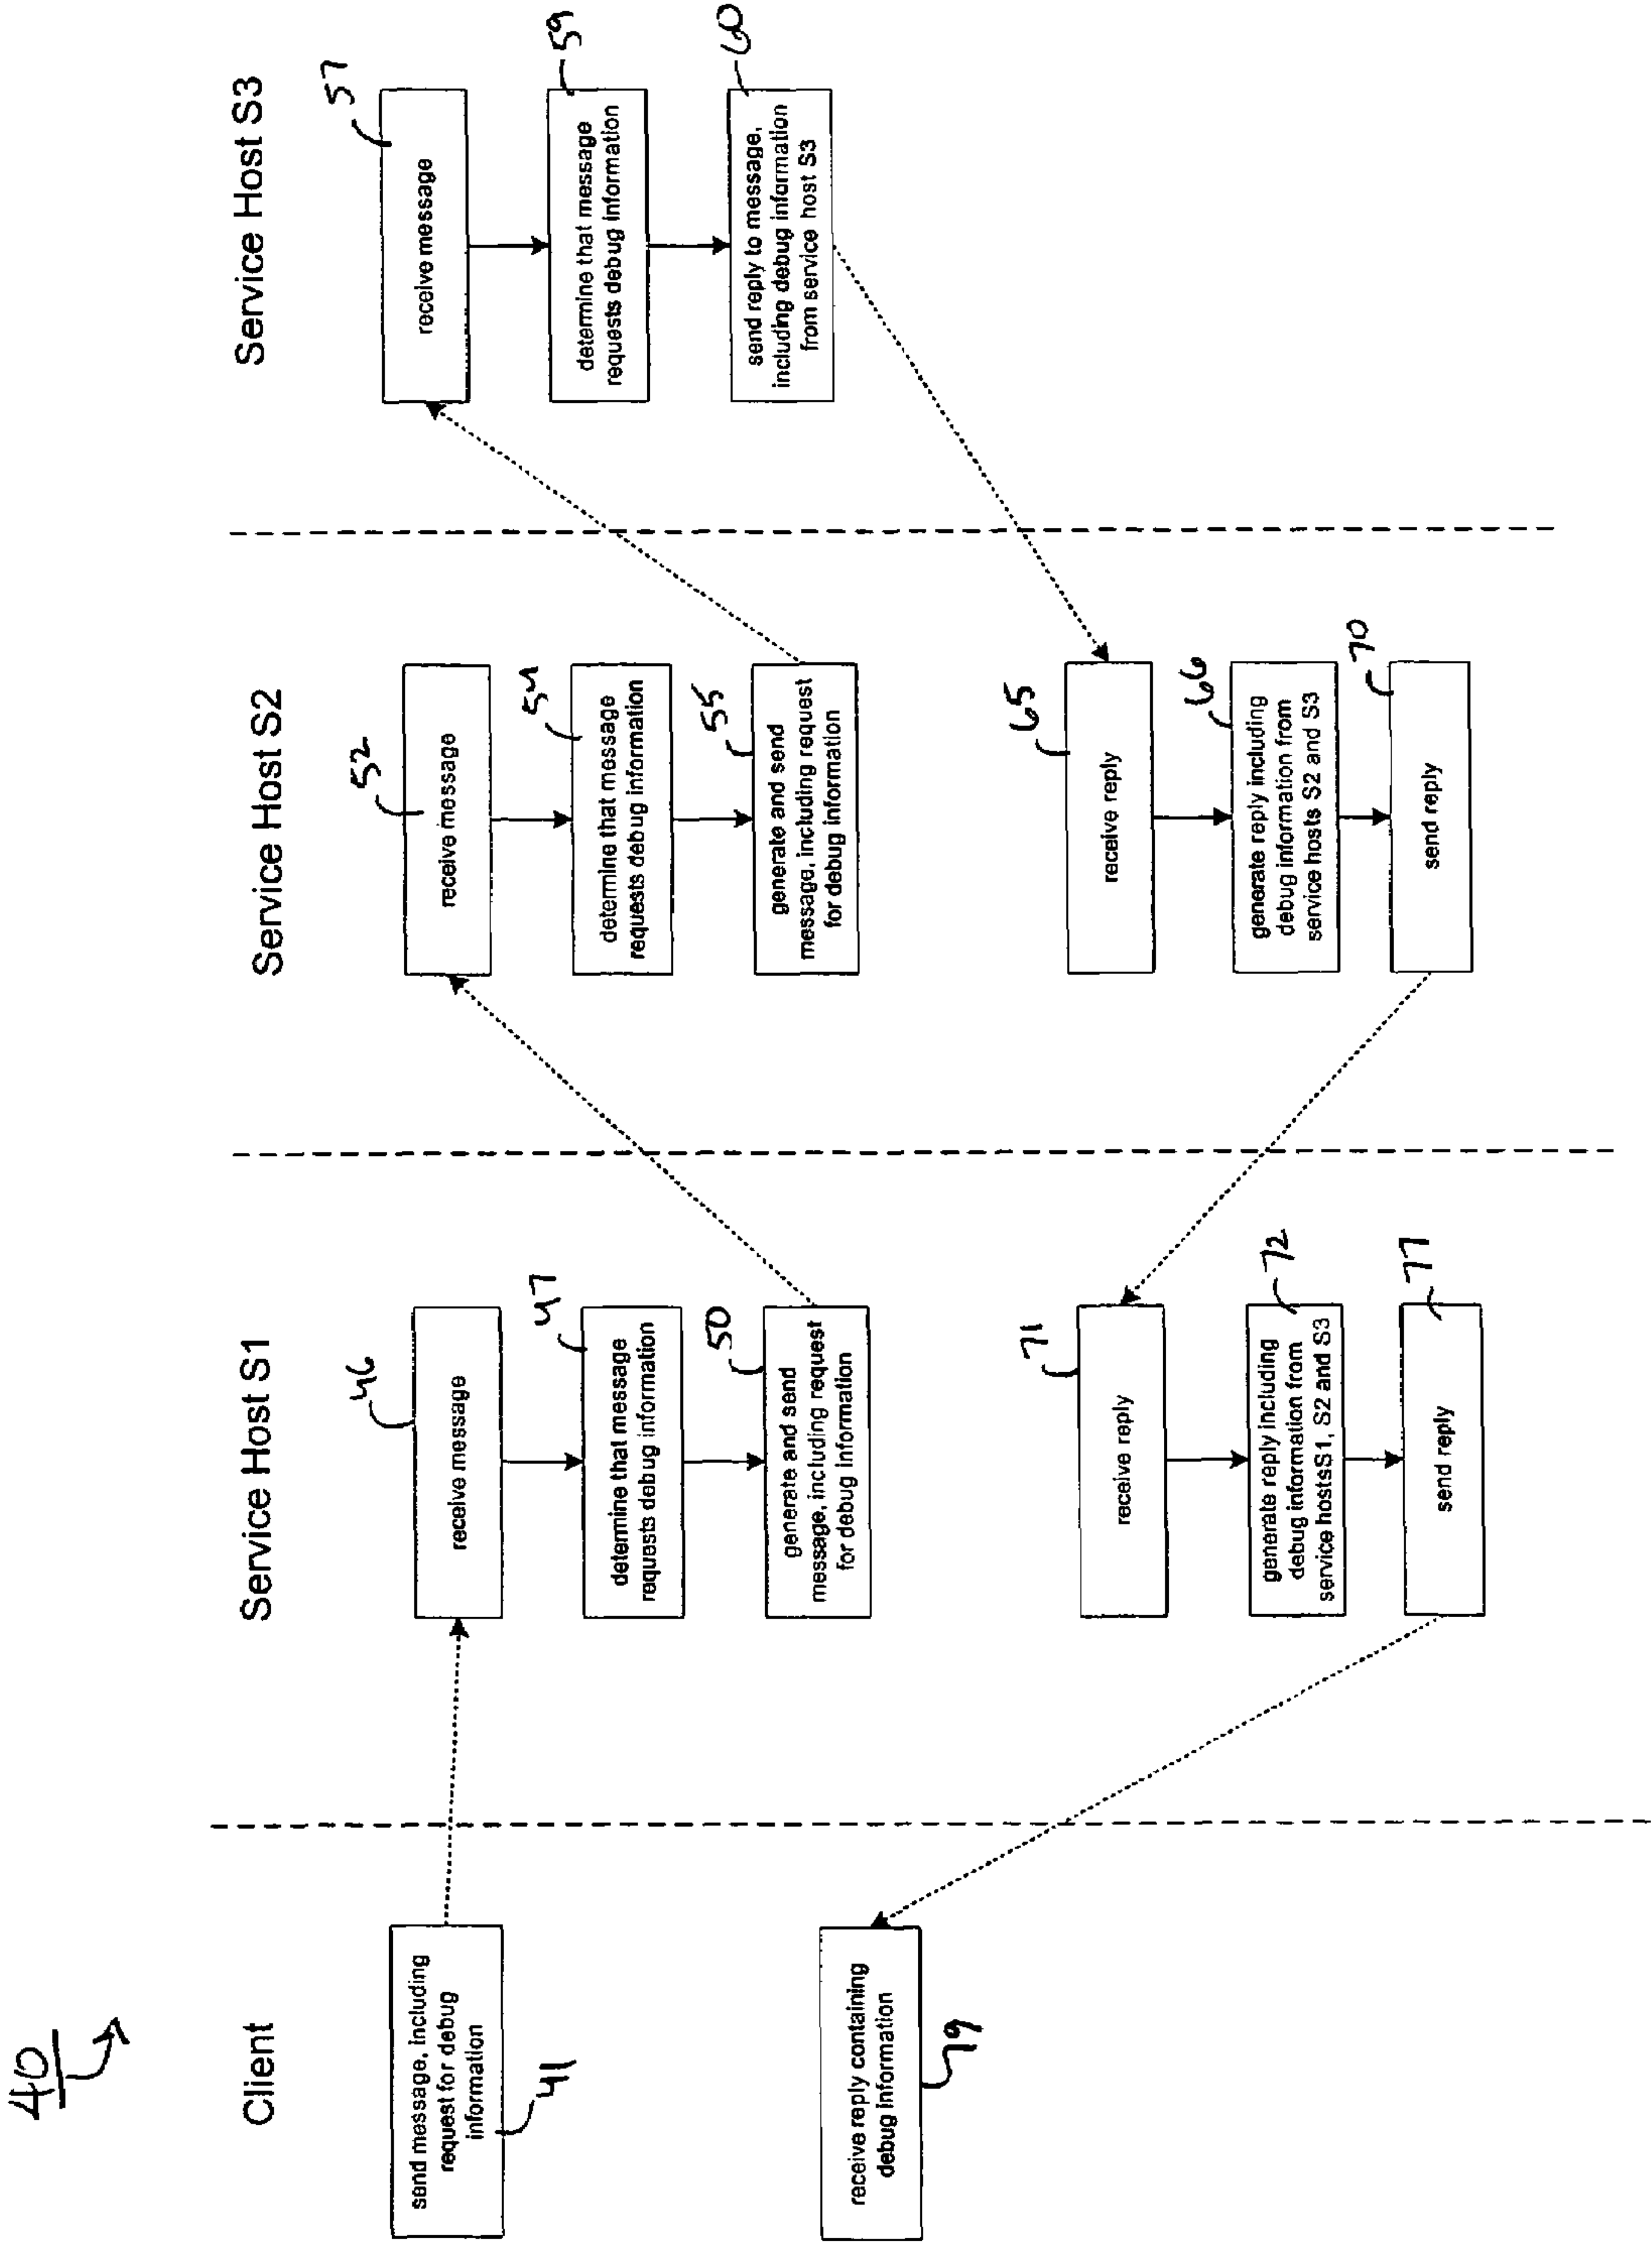 40
Client
send message, including
request for debug
information
41
receive reply containing
debug information
79
Service Host S1
46
receive message
47
determine that message
requests debug information
50
generate and send
message, including request
for debug information
71
receive reply
72
generate reply including
debug information from
service hostsS1, S2 and S3
77
send reply
Service Host S2
52
receive message
54
determine that message
requests debug information
55
generate and send
message, including request
for debug information
65
receive reply
66
generate reply including
debug information from
service hosts S2 and S3
70
send reply
Service Host S3
57
receive message
59
determine that message
requests debug information
60
send reply to message,
including debug information
from service host S3